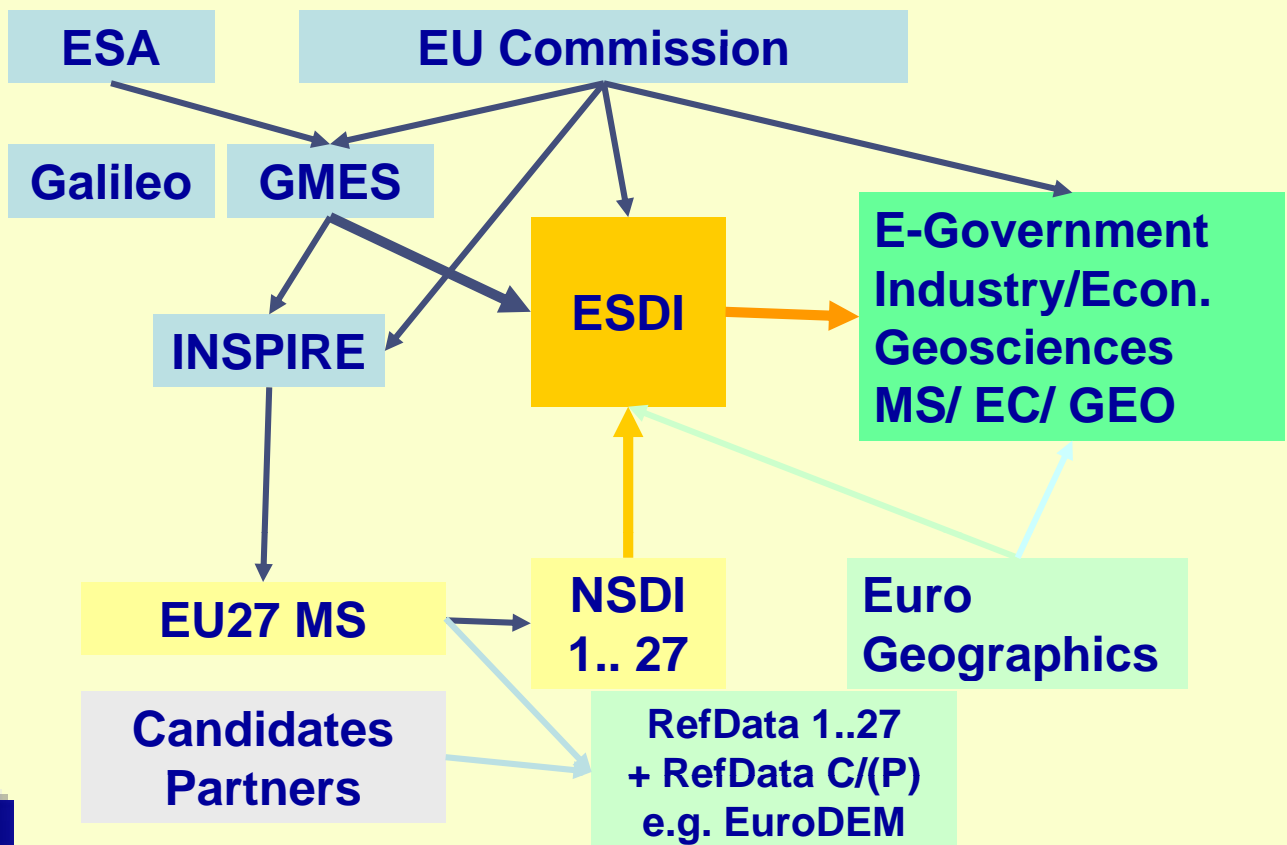 ESA
EU Commission
Galileo
GMES
E-Government
Industry/Econ.
Geosciences
MS/ EC/ GEO
ESDI
INSPIRE
EU27 MS
NSDI
1.. 27
Euro
Geographics
Candidates
Partners
RefData 1..27
+ RefData C/(P)
e.g. EuroDEM